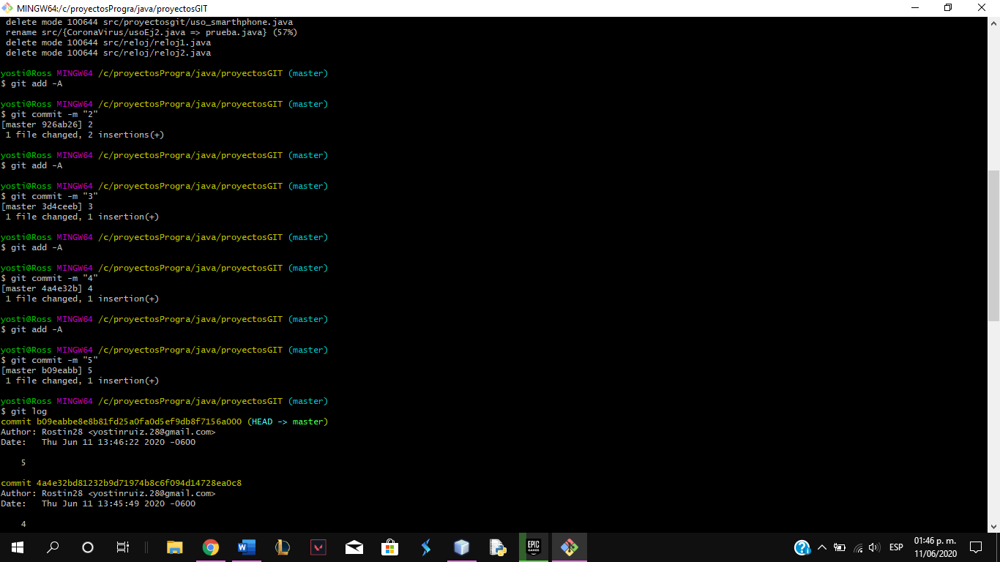 MINGW64:/c/proyectosProgra/java/proyectosGIT
delete mode 100644 src/proyectosgit/uso_smarthphone.java
rename src/{CoronaVirus/usoEj2.java => prueba.java} (57%)
delete mode 100644 src/reloj/reloj1.java
delete mode 100644 src/reloj/reloj2.java
yosti@Ross MINGW64 /c/proyectosProgra/java/proyectosGIT (master)
$ git add -A
yosti@Ross MINGW64 /c/proyectosProgra/java/proyectosGIT (master)
$ git commit -m "2"
[master 926ab26] 2
1 file changed, 2 insertions(+)
yosti@Ross MINGW64 /c/proyectosProgra/java/proyectosGIT (master)
$ git add -A
yosti@Ross MINGW64 /c/proyectosProgra/java/proyectosGIT (master)
$ git commit -m "3"
[master 3d4ceeb] 3
1 file changed, 1 insertion(+)
yosti@Ross MINGW64 /c/proyectosProgra/java/proyectosGIT (master)
$ git add -A
yosti@Ross MINGW64 /c/proyectosProgra/java/proyectosGIT (master)
$ git commit -m "4"
[master 4a4e32b] 4
1 file changed, 1 insertion(+)
yosti@Ross MINGW64 /c/proyectosProgra/java/proyectosGIT (master)
$ git add -A
yosti@Ross MINGW64 /c/proyectosProgra/java/proyectosGIT (master)
$ git commit -m "5"
[master b09eabb] 5
1 file changed, 1 insertion(+)
yosti@Ross MINGW64 /c/proyectosProgra/java/proyectosGIT (master)
$ git log
commit b09eabbe8e8b81fd25a0fa0d5ef9db8f7156a000 (HEAD -> master)
Author: Rostin28 <yostinruiz.28@gmail.com>
Date:   Thu Jun 11 13:46:22 2020 -0600
5
commit 4a4e32bd81232b9d71974b8c6f094d14728ea0c8
Author: Rostin28 <yostinruiz.28@gmail.com>
Date:   Thu Jun 11 13:45:49 2020 -0600
4
EPIC GAMES
ESP
01:46 p. m.
11/06/2020